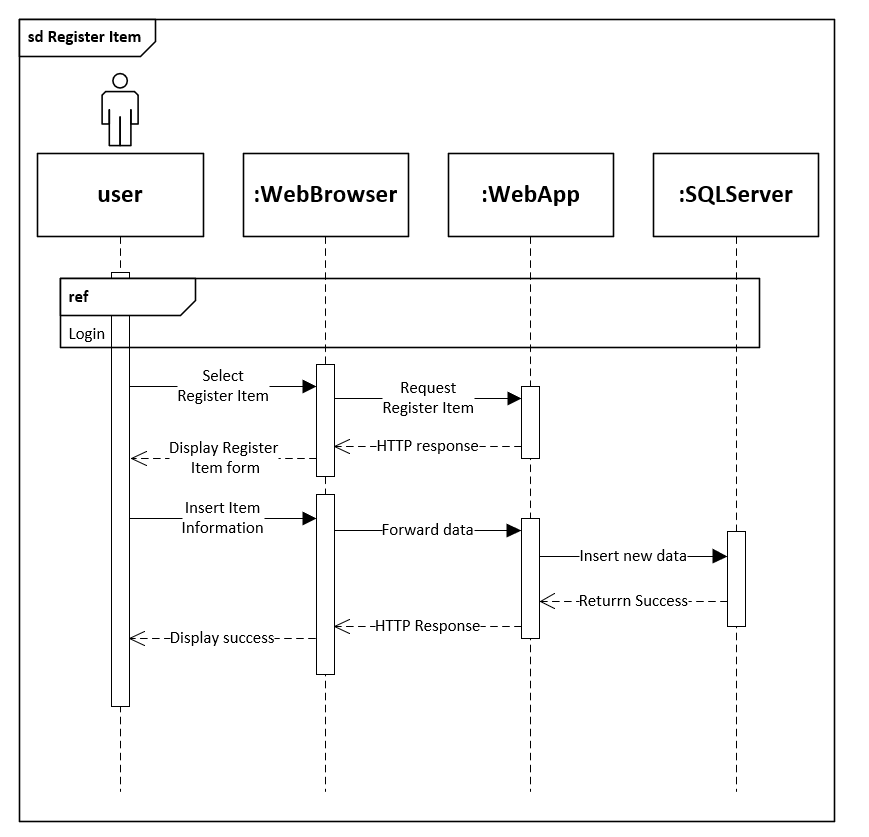 sd Register Item
user
:WebBrowser
:WebApp
:SQLServer
ref
Login
Select
Register Item
Request
Register Item
HTTP response
Display Register
Item form
Insert Item
Information
Forward data
Insert new data
Returrn Success
HTTP Response
Display success